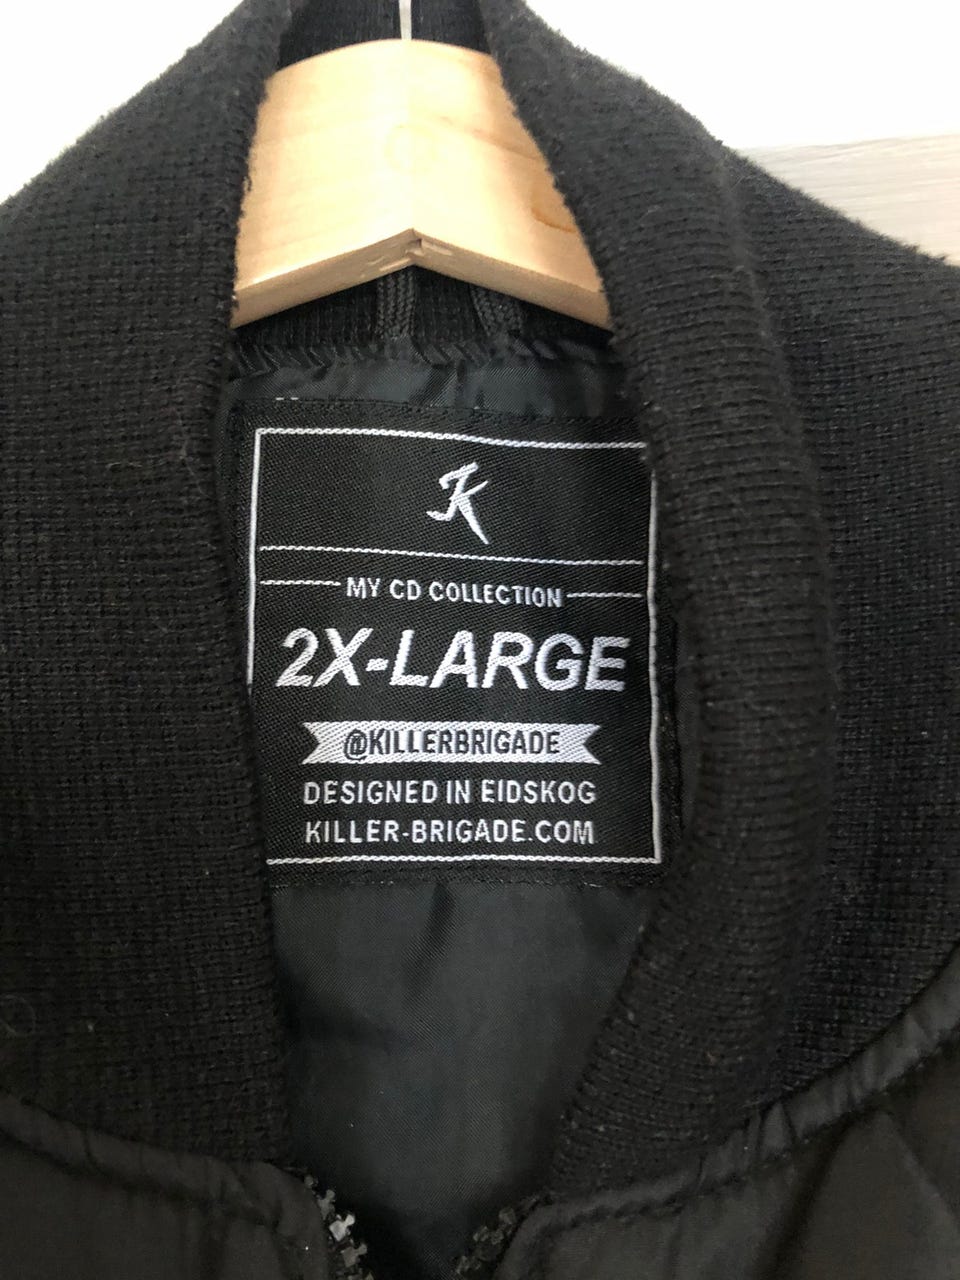 K
MY CD COLLECTION
2X-LARGE
@KILLERBRIGADE
DESIGNED IN EIDSKOG
KILLER-BRIGADE.COM